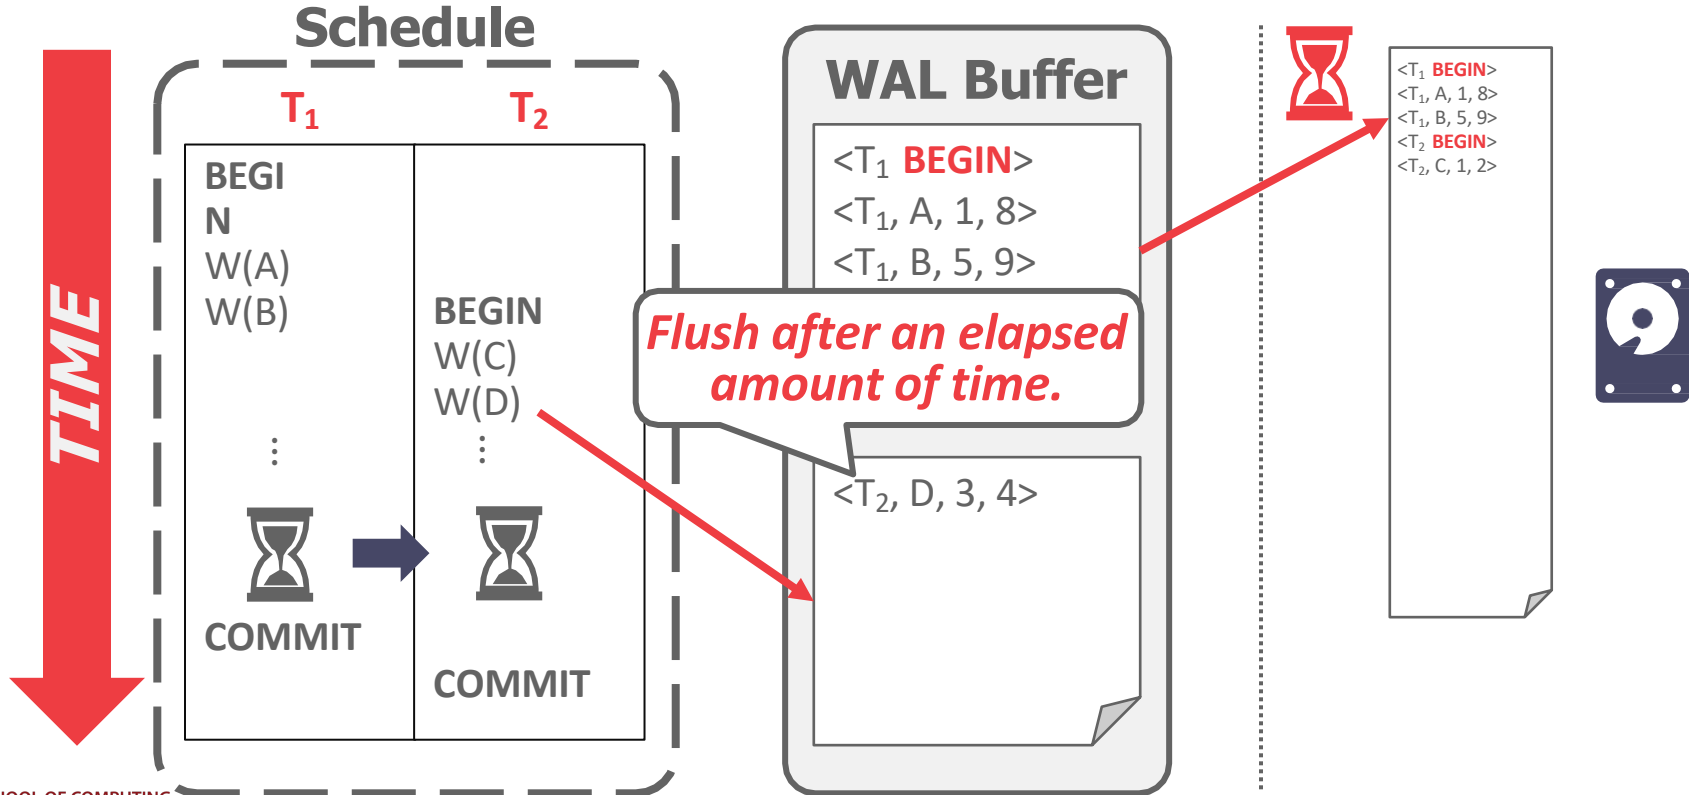 Schedule
T1 T2
BEGI
N
W(A)
W(B)
⋮
COMMIT
BEGIN
W(C)
W(D)
⋮
COMMIT
TIME
WAL Buffer
<T1 BEGIN>
<T1, A, 1, 8>
<T1, B, 5, 9>
Flush after an elapsed
amount of time.
<T2, D, 3, 4>
<T1 BEGIN>
<T1, A, 1, 8>
<T1, B, 5, 9>
<T2 BEGIN>
<T2, C, 1, 2>
OF COMPUTING